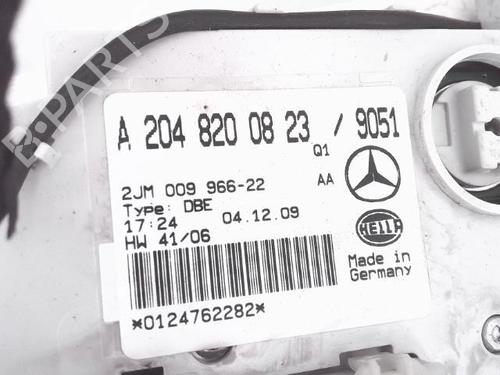 B-PARTS
A 204 820 08 23 / 9051
Q1
2JM 009 966-22 AA
Type: DBE
17:24 04.12.09
HW 41/06
HELLA
Made in
Germany
*0124762282*